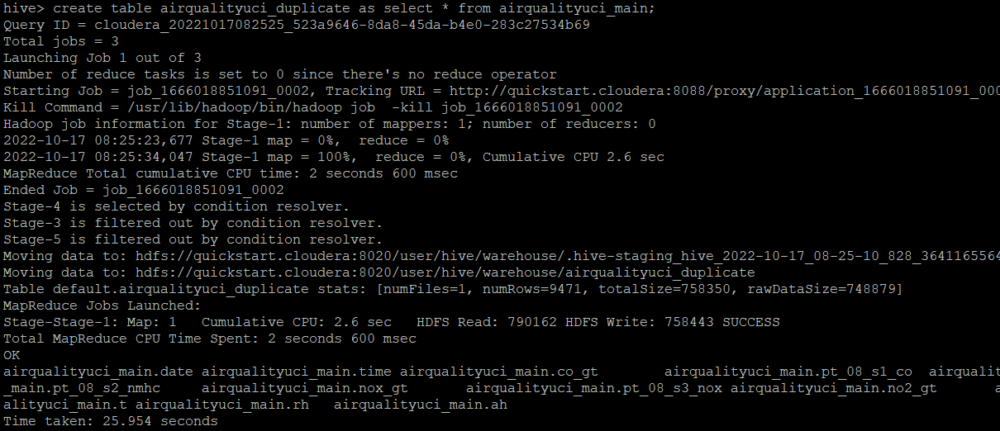 hive> create table airqualityuci_duplicate as select * from airqualityuci_main;
Query ID = cloudera_20221017082525_523a9646-8da8-45da-b4e0-283c27534b69
Total jobs = 3
Launching Job 1 out of 3
Number of reduce tasks is set to 0 since there's no reduce operator
Starting Job = job_1666018851091_0002, Tracking URL = http://quickstart.cloudera:8088/proxy/application_1666018851091_000
Kill Command = /usr/lib/hadoop/bin/hadoop job  -kill job_1666018851091_0002
Hadoop job information for Stage-1: number of mappers: 1; number of reducers: 0
2022-10-17 08:25:23,677 Stage-1 map = 0%,  reduce = 0%
2022-10-17 08:25:34,047 Stage-1 map = 100%,  reduce = 0%, Cumulative CPU 2.6 sec
MapReduce Total cumulative CPU time: 2 seconds 600 msec
Ended Job = job_1666018851091_0002
Stage-4 is selected by condition resolver.
Stage-3 is filtered out by condition resolver.
Stage-5 is filtered out by condition resolver.
Moving data to: hdfs://quickstart.cloudera:8020/user/hive/warehouse/.hive-staging_hive_2022-10-17_08-25-10_828_3641165564
Moving data to: hdfs://quickstart.cloudera:8020/user/hive/warehouse/airqualityuci_duplicate
Table default.airqualityuci_duplicate stats: [numFiles=1, numRows=9471, totalSize=758350, rawDataSize=748879]
MapReduce Jobs Launched:
Stage-Stage-1: Map: 1   Cumulative CPU: 2.6 sec   HDFS Read: 790162 HDFS Write: 758443 SUCCESS
Total MapReduce CPU Time Spent: 2 seconds 600 msec
OK
airqualityuci_main.date airqualityuci_main.time airqualityuci_main.co_gt        airqualityuci_main.pt_08_s1_co  airquality
_main.pt_08_s2_nmhc     airqualityuci_main.nox_gt       airqualityuci_main.pt_08_s3_nox airqualityuci_main.no2_gt       a
alityuci_main.t airqualityuci_main.rh   airqualityuci_main.ah
Time taken: 25.954 seconds